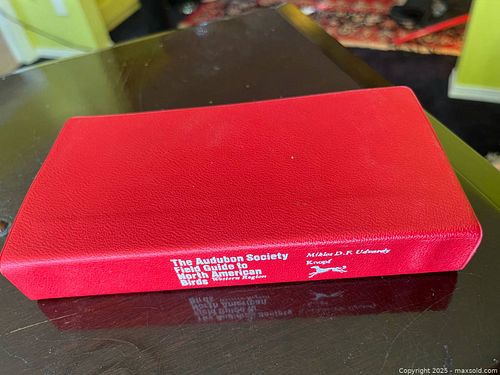 The Audubon Society
Field Guide to
North American
Birds Western Region
Miklos D.F. Udvardy
Knopf
Copyright 2025 - maxsold.com